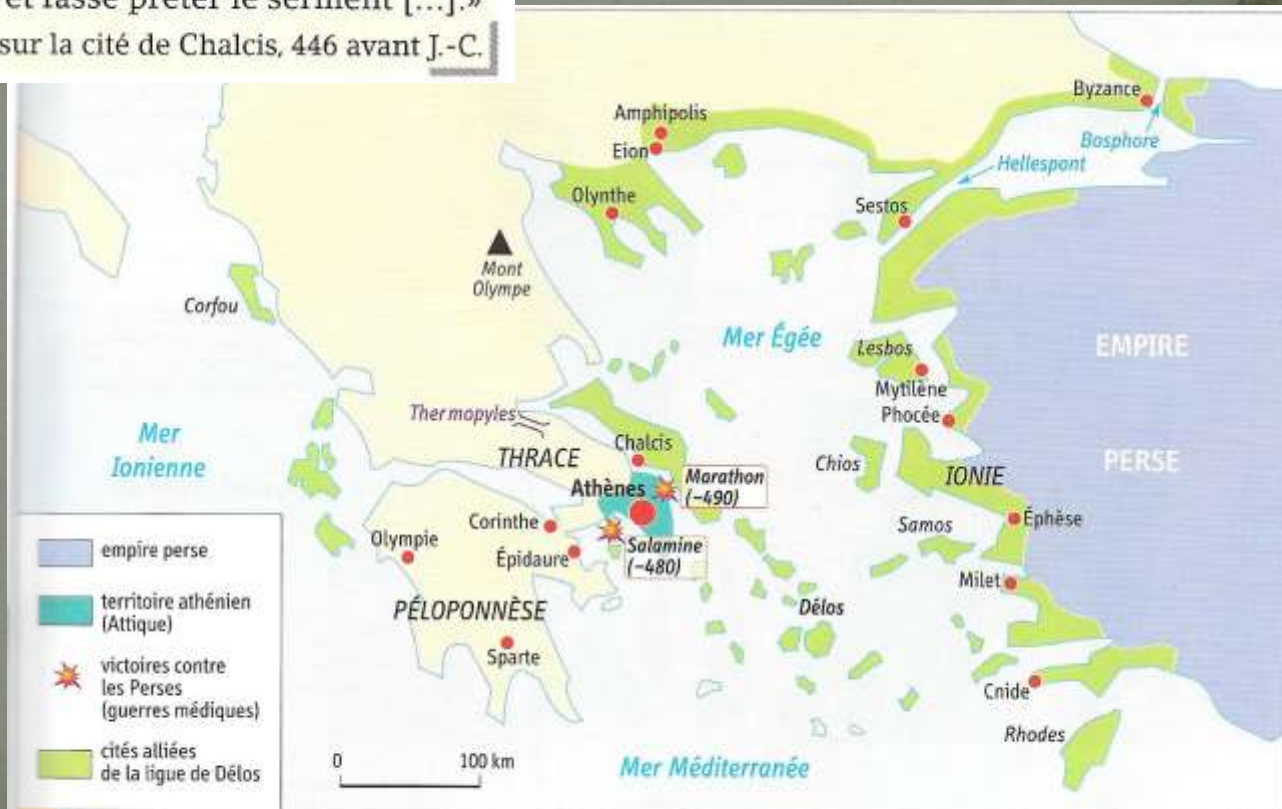 et fasse prêter le serment […].»
sur la cité de Chalcis, 446 avant J.-C.
Byzance
Bosphore
Amphipolis
Eion
Hellespont
Olynthe
Sestos
Mont
Olympe
Corfou
Mer Égée
EMPIRE
PERSE
Lesbos
Mytilène
Phocée
Thermopyles
Mer
Ionienne
THRACE
Chalcis
Chios
IONIE
Athènes
Marathon
(–490)
Corinthe
Samos
Éphèse
Olympie
Épidaure
Salamine
(–480)
Milet
PÉLOPONNÈSE
Délos
Sparte
Cnide
Rhodes
Mer Méditerranée
empire perse
territoire athénien
(Attique)
victoires contre
les Perses
(guerres médiques)
cités alliées
de la ligue de Délos
0 100 km